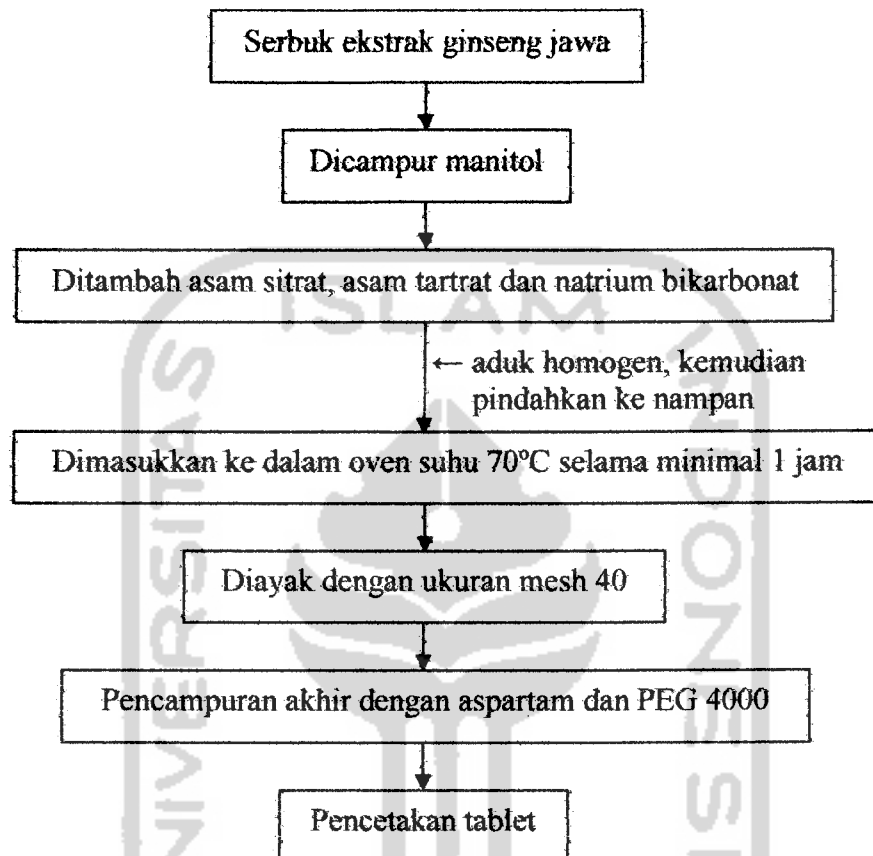 Serbuk ekstrak ginseng jawa
Dicampur manitol
Ditambah asam sitrat, asam tartrat dan natrium bikarbonat
← aduk homogen, kemudian
pindahkan ke nampan
Dimasukkan ke dalam oven suhu 70ºC selama minimal 1 jam
Diayak dengan ukuran mesh 40
Pencampuran akhir dengan aspartam dan PEG 4000
Pencetakan tablet
ISLAM